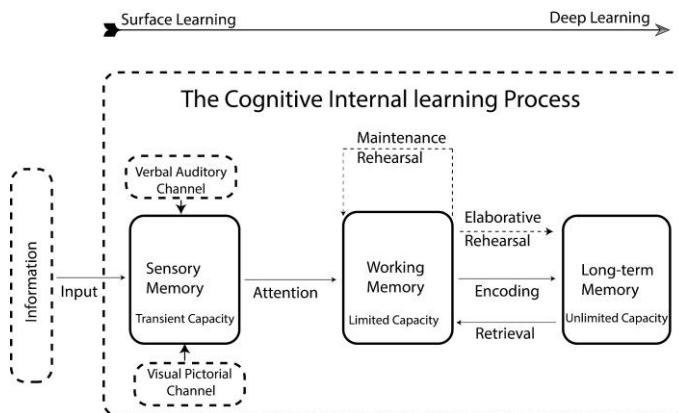 Surface Learning
Deep Learning
The Cognitive Internal learning Process
Maintenance
Rehearsal
Verbal Auditory
Channel
Elaborative
Rehearsal
Information
Input
Sensory
Memory
Transient Capacity
Attention
Working
Memory
Limited Capacity
Encoding
Retrieval
Long-term
Memory
Unlimited Capacity
Visual Pictorial
Channel